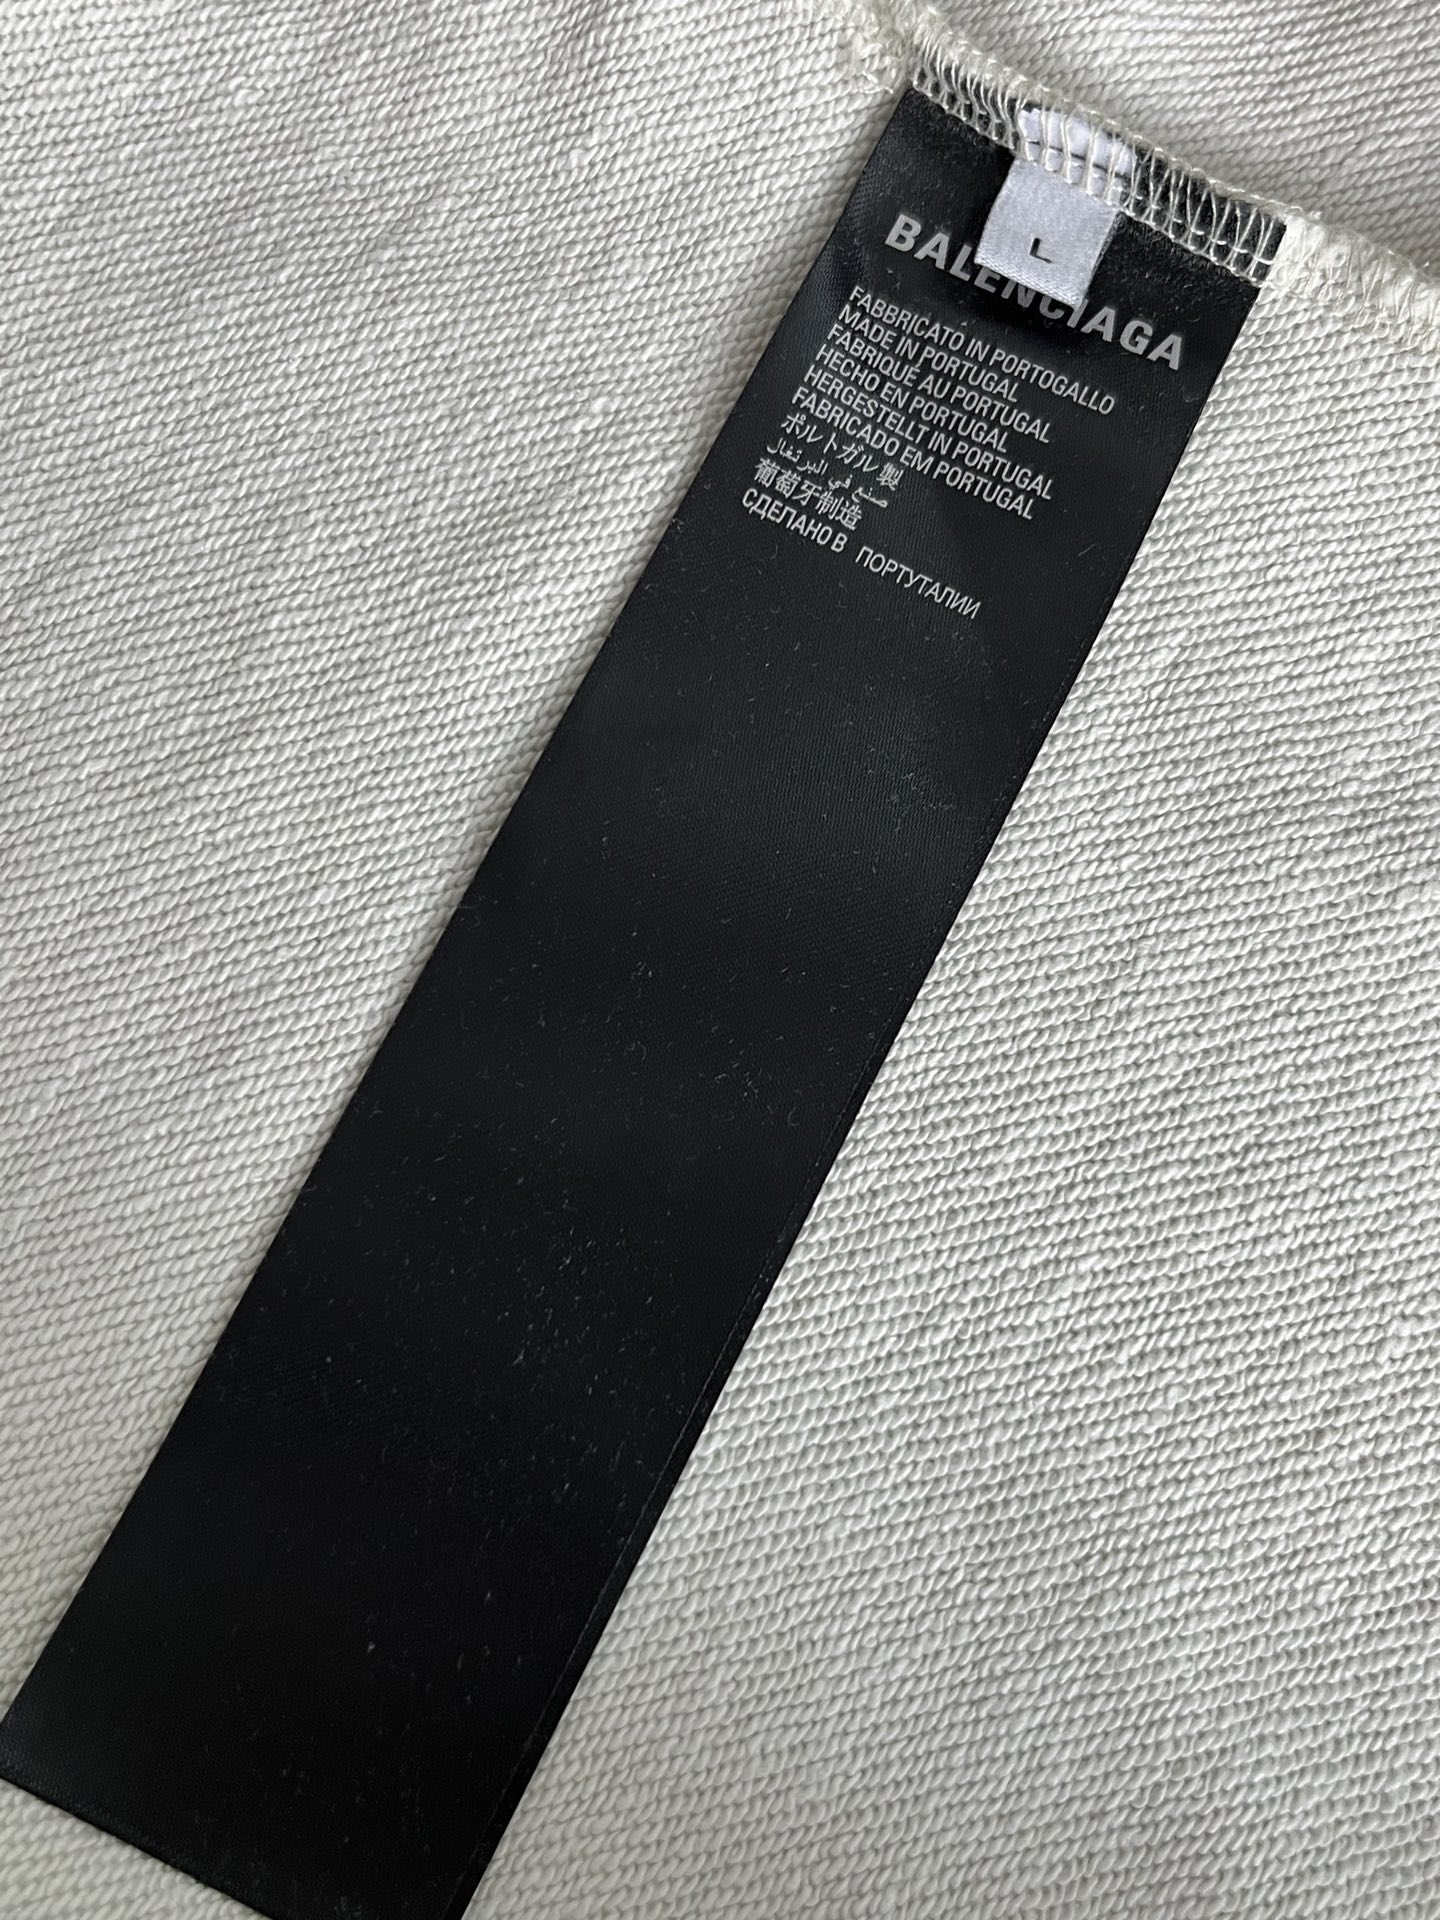 L
BALENCIAGA
FABBRICATO IN PORTOGALLO
MADE IN PORTUGAL
FABRIQUÉ AU PORTUGAL
HECHO EN PORTUGAL
HERGESTELLT IN PORTUGAL
FABRICADO EM PORTUGAL
ポルトガル製
صنع في البرتغال
葡萄牙制造
СДЕЛАНО В ПОРТУТАЛИИ